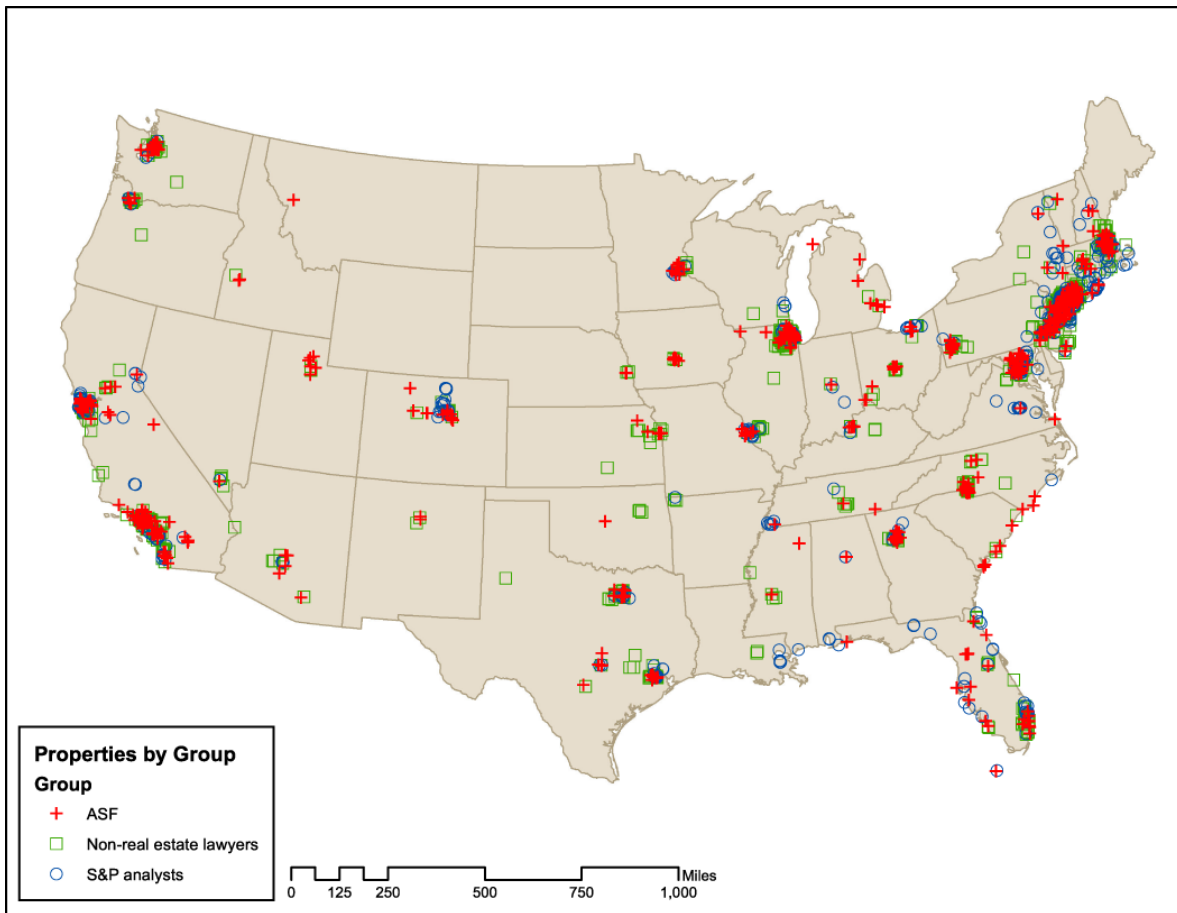 Properties by Group
Group
ASF
Non-real estate lawyers
S&P analysts
Miles
0 125 250 500 750 1,000